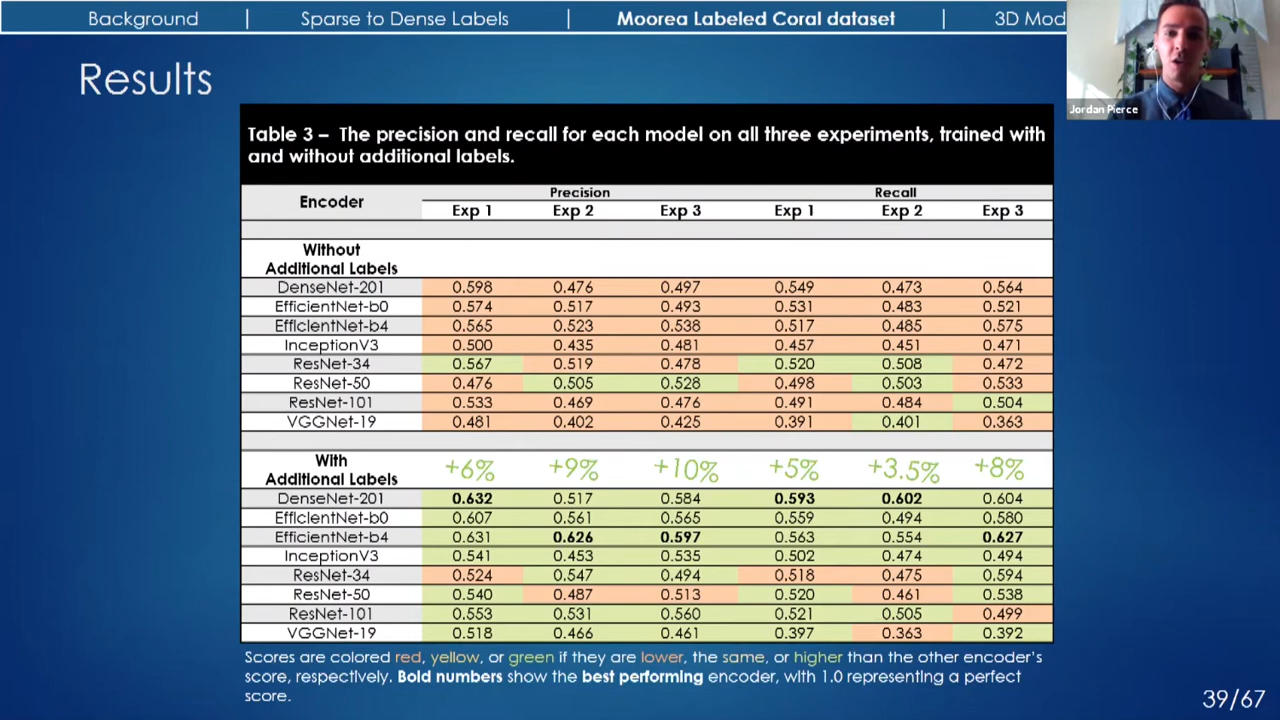 Background | Sparse to Dense Labels | Moorea Labeled Coral dataset | 3D Mod
Jordan Pierce
Results
Table 3 – The precision and recall for each model on all three experiments, trained with
and without additional labels.
Encoder Precision Recall
Exp 1 Exp 2 Exp 3 Exp 1 Exp 2 Exp 3
Without
Additional Labels
DenseNet-201 0.598 0.476 0.497 0.549 0.473 0.564
EfficientNet-b0 0.574 0.517 0.493 0.531 0.483 0.521
EfficientNet-b4 0.565 0.523 0.538 0.517 0.485 0.575
InceptionV3 0.500 0.435 0.481 0.457 0.451 0.471
ResNet-34 0.567 0.519 0.478 0.520 0.508 0.472
ResNet-50 0.476 0.505 0.528 0.498 0.503 0.533
ResNet-101 0.533 0.469 0.476 0.491 0.484 0.504
VGGNet-19 0.481 0.402 0.425 0.391 0.401 0.363
With
Additional Labels +6% +9% +10% +5% +3.5% +8%
DenseNet-201 0.632 0.517 0.584 0.593 0.602 0.604
EfficientNet-b0 0.607 0.561 0.565 0.559 0.494 0.580
EfficientNet-b4 0.631 0.626 0.597 0.563 0.554 0.627
InceptionV3 0.541 0.453 0.535 0.502 0.474 0.494
ResNet-34 0.524 0.547 0.494 0.518 0.475 0.594
ResNet-50 0.540 0.487 0.513 0.520 0.461 0.538
ResNet-101 0.553 0.531 0.560 0.521 0.505 0.499
VGGNet-19 0.518 0.466 0.461 0.397 0.363 0.392
Scores are colored red, yellow, or green if they are lower, the same, or higher than the other encoder's
score, respectively. Bold numbers show the best performing encoder, with 1.0 representing a perfect
score.
39/67